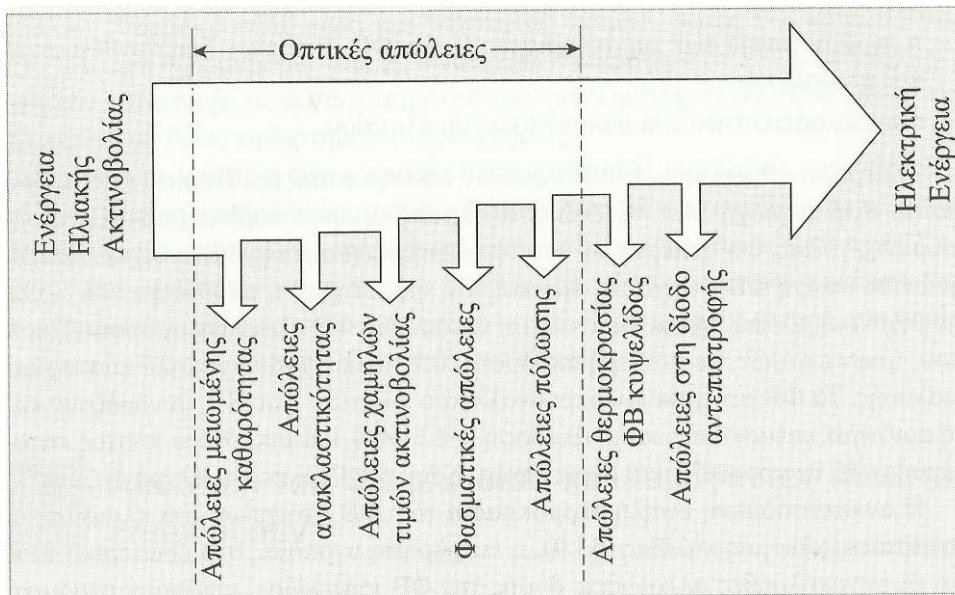 Οπτικές απώλειες
Ενέργεια
Ηλιακής
Ακτινοβολίας
Απώλειες μειωμένης
καθαρότητας
Απώλειες
ανακλαστικότητας
Απώλειες χαμηλών
τιμών ακτινοβολίας
Φασματικές απώλειες
Απώλειες πόλωσης
Απώλειες θερμοκρασίας
ΦΒ κυψελίδας
Απώλειες στη δίοδο
αντεπιστροφής
Ηλεκτρική
Ενέργεια